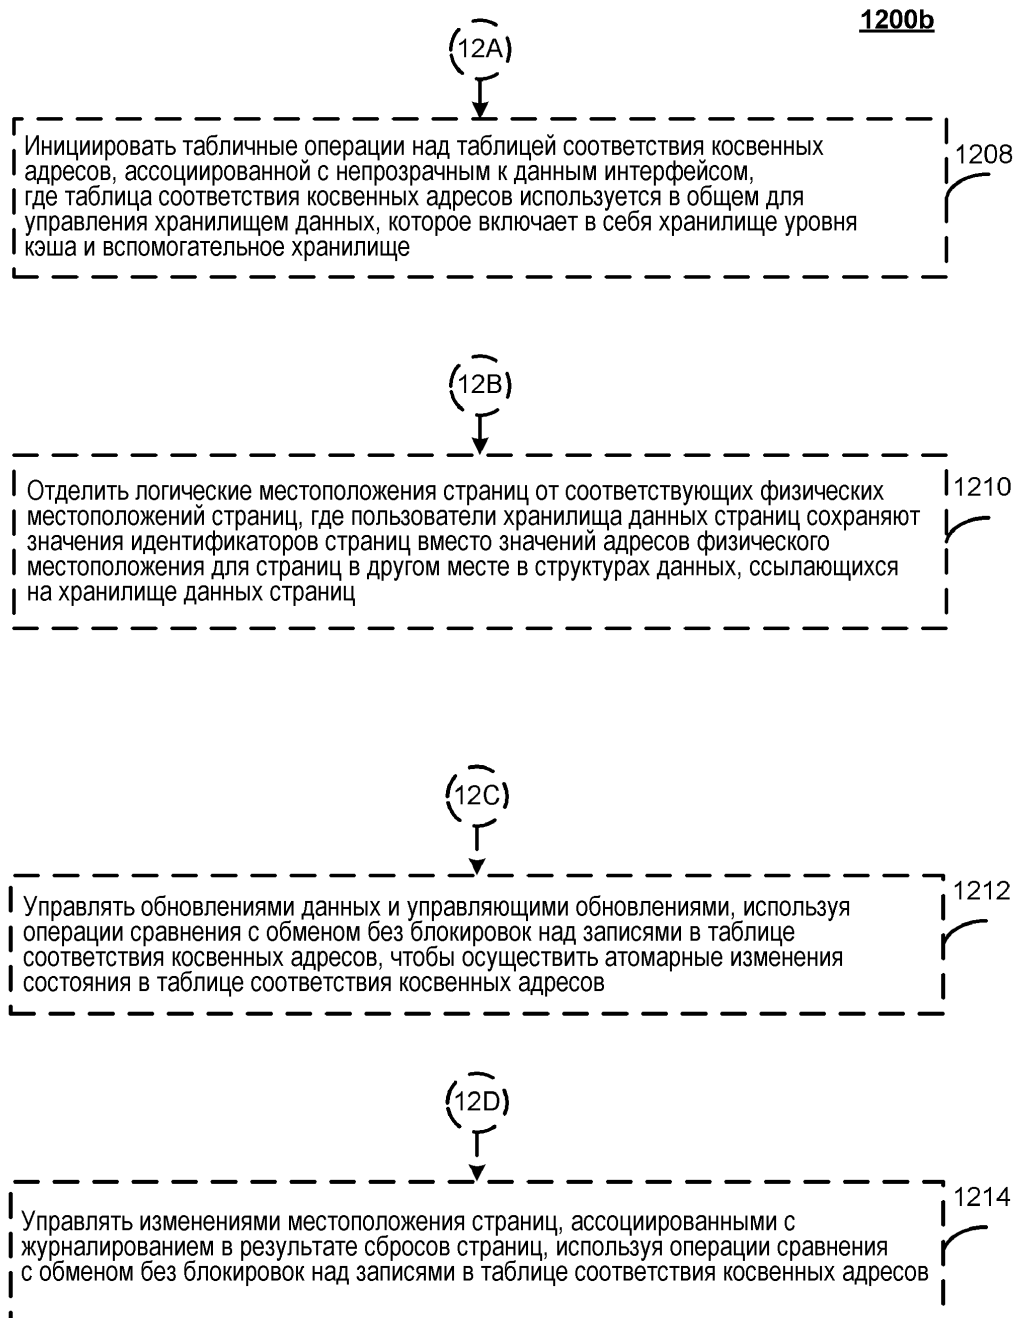 1200b
12A
Инициировать табличные операции над таблицей соответствия косвенных
адресов, ассоциированной с непрозрачным к данным интерфейсом,
где таблица соответствия косвенных адресов используется в общем для
управления хранилищем данных, которое включает в себя хранилище уровня
кэша и вспомогательное хранилище
1208
12B
Отделить логические местоположения страниц от соответствующих физических
местоположений страниц, где пользователи хранилища данных страниц сохраняют
значения идентификаторов страниц вместо значений адресов физического
местоположения для страниц в другом месте в структурах данных, ссылающихся
на хранилище данных страниц
1210
12C
Управлять обновлениями данных и управляющими обновлениями, используя
операции сравнения с обменом без блокировок над записями в таблице
соответствия косвенных адресов, чтобы осуществить атомарные изменения
состояния в таблице соответствия косвенных адресов
1212
12D
Управлять изменениями местоположения страниц, ассоциированными с
журналированием в результате сбросов страниц, используя операции сравнения
с обменом без блокировок над записями в таблице соответствия косвенных адресов
1214